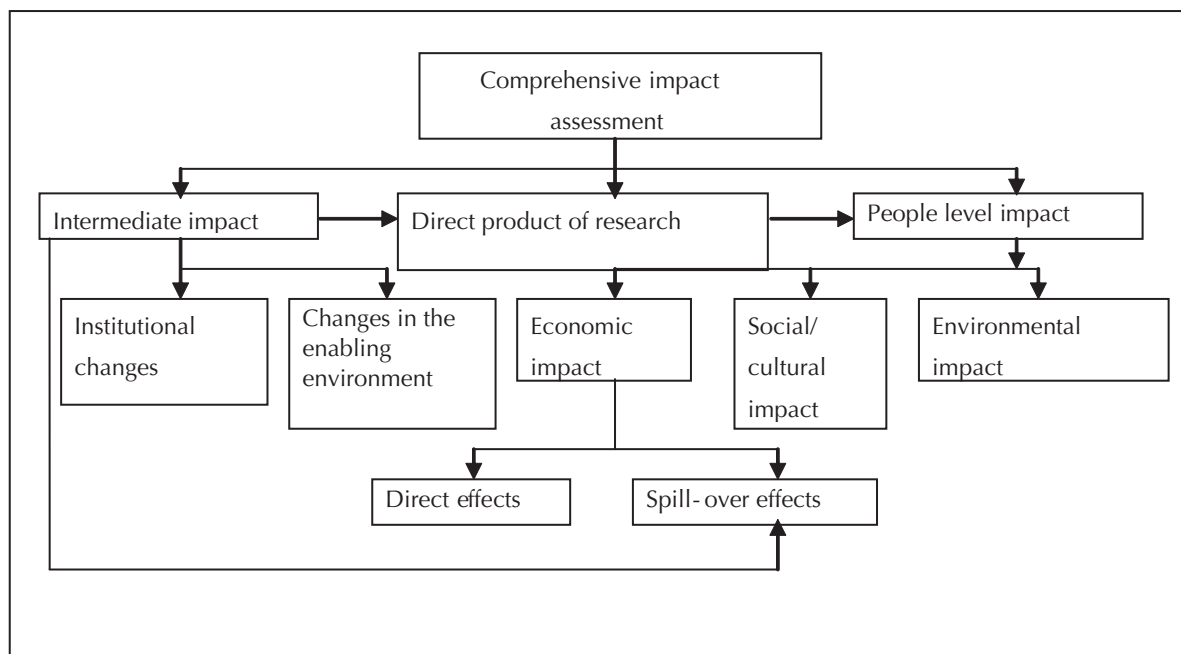 Comprehensive impact
assessment
Intermediate impact
Direct product of research
People level impact
Institutional
changes
Changes in the
enabling
environment
Economic
impact
Social/
cultural
impact
Environmental
impact
Direct effects
Spill-over effects